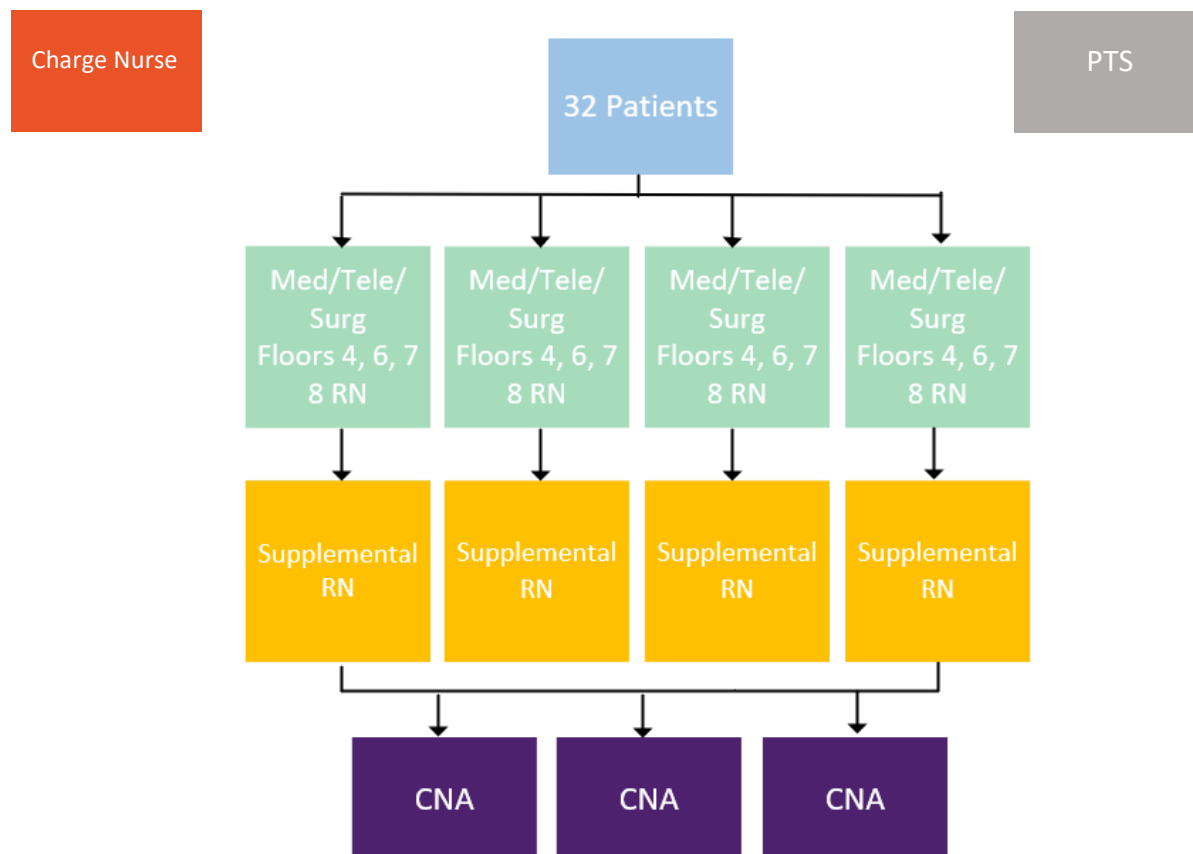 Charge Nurse
32 Patients
PTS
Med/Tele/
Surg
Floors 4, 6, 7
8 RN
Med/Tele/
Surg
Floors 4, 6, 7
8 RN
Med/Tele/
Surg
Floors 4, 6, 7
8 RN
Med/Tele/
Surg
Floors 4, 6, 7
8 RN
Supplemental
RN
Supplemental
RN
Supplemental
RN
Supplemental
RN
CNA
CNA
CNA